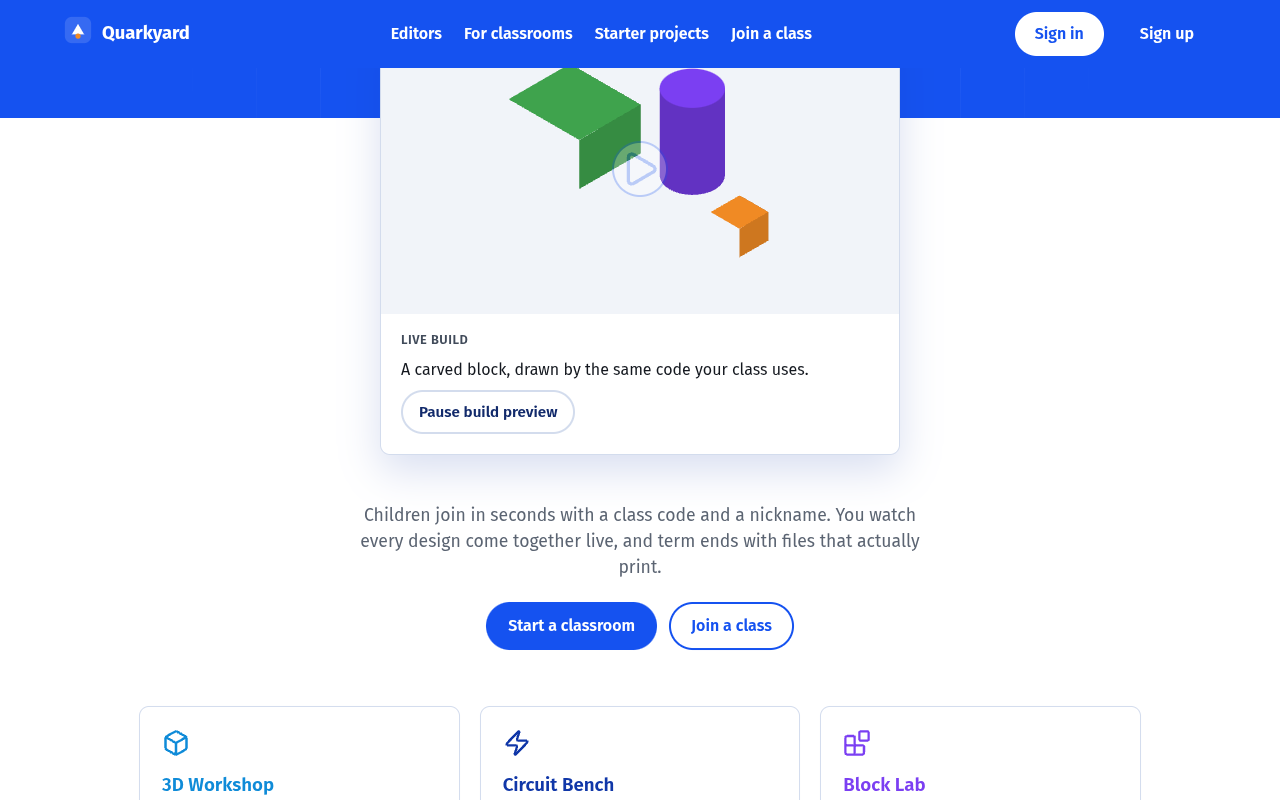 Quarkyard
Editors
For classrooms
Starter projects
Join a class
Sign in
Sign up
LIVE BUILD
A carved block, drawn by the same code your class uses.
Pause build preview
Children join in seconds with a class code and a nickname. You watch
every design come together live, and term ends with files that actually
print.
Start a classroom
Join a class
3D Workshop
Circuit Bench
Block Lab